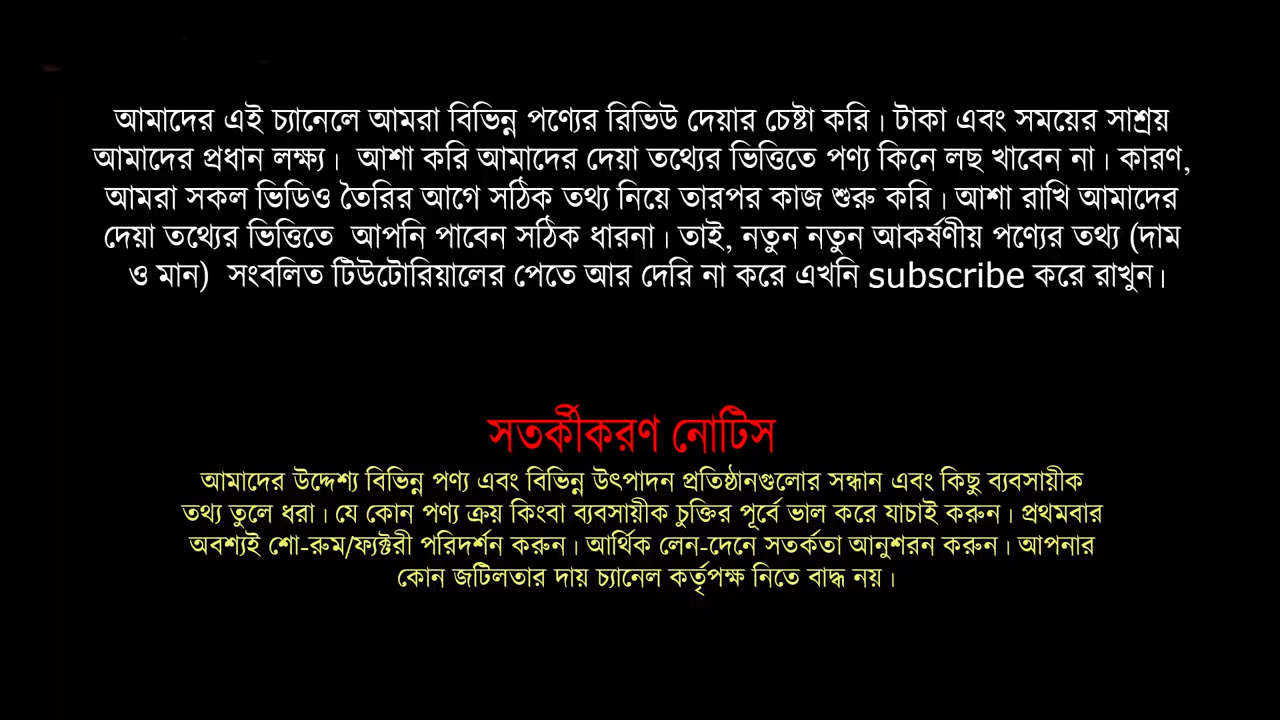 আমাদের এই চ্যানেলে আমরা বিভিন্ন পণ্যের রিভিউ দেয়ার চেষ্টা করি। টাকা এবং সময়ের সাশ্রয়
আমাদের প্রধান লক্ষ্য। আশা করি আমাদের দেয়া তথ্যের ভিত্তিতে পণ্য কিনে লছ খাবেন না। কারণ,
আমরা সকল ভিডিও তৈরির আগে সঠিক তথ্য নিয়ে তারপর কাজ শুরু করি। আশা রাখি আমাদের
দেয়া তথ্যের ভিত্তিতে আপনি পাবেন সঠিক ধারনা। তাই, নতুন নতুন আকর্ষণীয় পণ্যের তথ্য (দাম
ও মান) সংবলিত টিউটোরিয়ালের পেতে আর দেরি না করে এখনি subscribe করে রাখুন।
সতর্কীকরণ নোটিস
আমাদের উদ্দেশ্য বিভিন্ন পণ্য এবং বিভিন্ন উৎপাদন প্রতিষ্ঠানগুলোর সন্ধান এবং কিছু ব্যবসায়ীক
তথ্য তুলে ধরা। যে কোন পণ্য ক্রয় কিংবা ব্যবসায়ীক চুক্তির পূর্বে ভাল করে যাচাই করুন। প্রথমবার
অবশ্যই শো-রুম/ফ্যক্টরী পরিদর্শন করুন। আর্থিক লেন-দেনে সতর্কতা আনুশরন করুন। আপনার
কোন জটিলতার দায় চ্যানেল কর্তৃপক্ষ নিতে বাদ্ধ নয়।